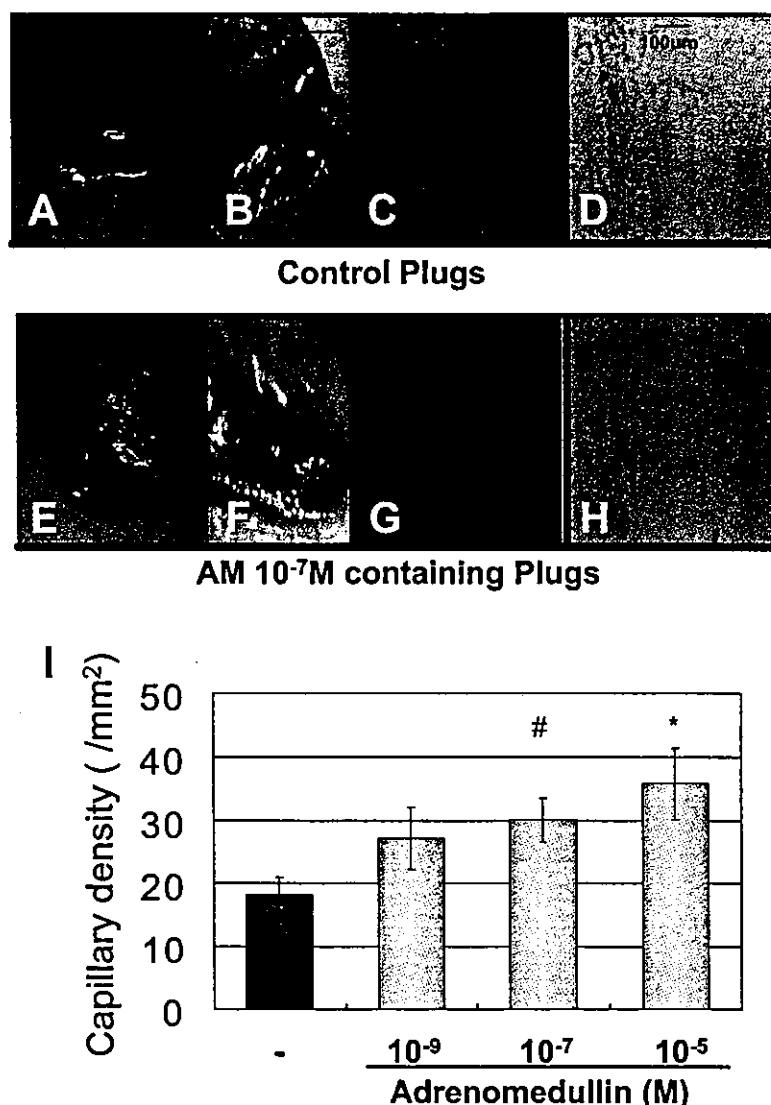 A B C D
100um
Control Plugs
E F G H
AM 10⁻⁷M containing Plugs
I
Capillary density ( /mm²)
50
40
30
20
10
0
# *
- 10⁻⁹ 10⁻⁷ 10⁻⁵
Adrenomedullin (M)